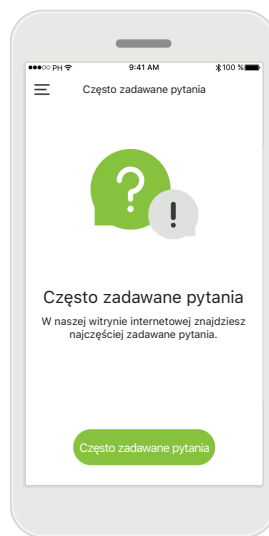 PH 9:41 AM 100 %
Często zadawane pytania
?
!
Często zadawane pytania
W naszej witrynie internetowej znajdziesz
najczęściej zadawane pytania.
Często zadawane pytania